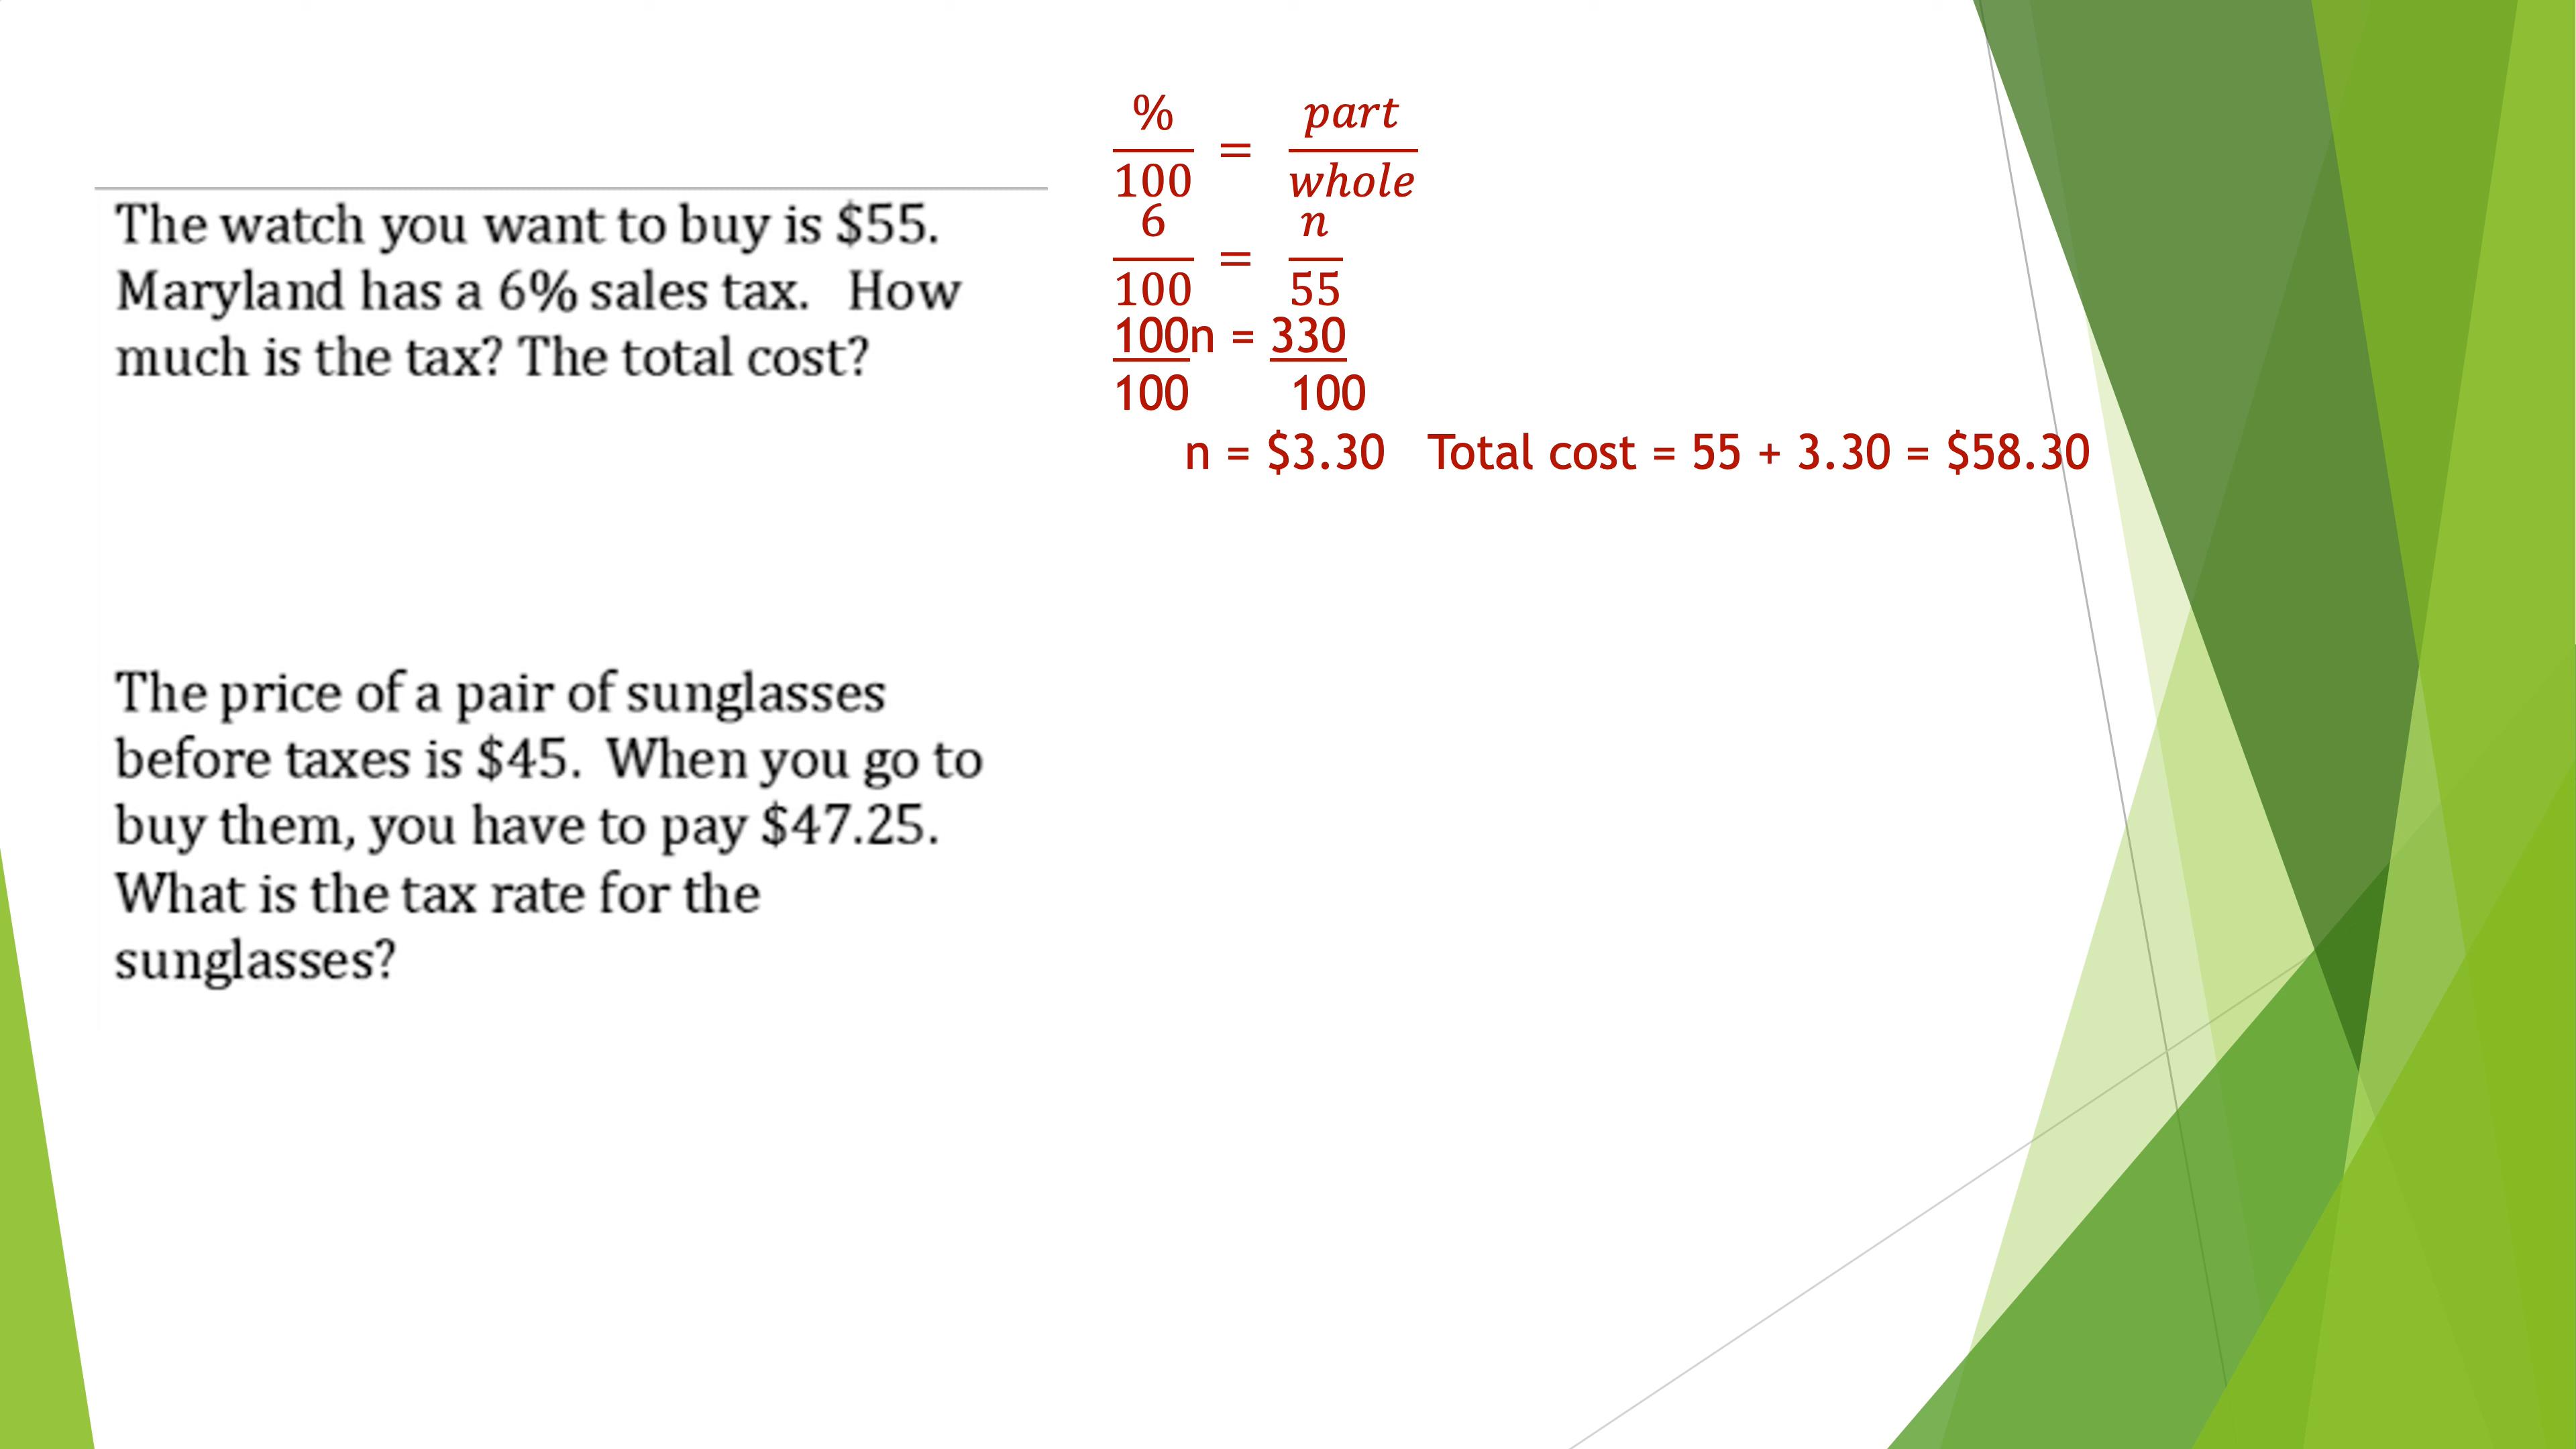 The watch you want to buy is $55.
Maryland has a 6% sales tax.   How
much is the tax? The total cost?
The price of a pair of sunglasses
before taxes is $45.  When you go to
buy them, you have to pay $47.25.
What is the tax rate for the
sunglasses?
%/100 = part/whole
6/100 = n/55
100n = 330
100 100
n = $3.30   Total cost = 55 + 3.30 = $58.30